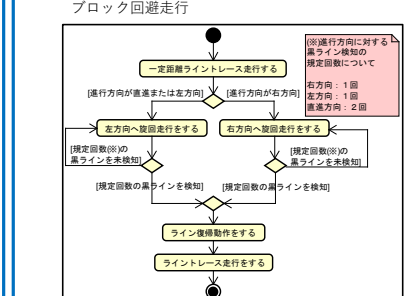 ブロック回避走行
(※)進行方向に対する
黒ライン検知の
規定回数について
右方向：１回
左方向：１回
直進方向：２回
一定距離ライントレース走行する
[進行方向が直進または左方向]
[進行方向が右方向]
左方向へ旋回走行をする
右方向へ旋回走行をする
[規定回数(※)の
黒ラインを未検知]
[規定回数(※)の
黒ラインを未検知]
[規定回数の黒ラインを検知]
[規定回数の黒ラインを検知]
ライン復帰動作をする
ライントレース走行をする